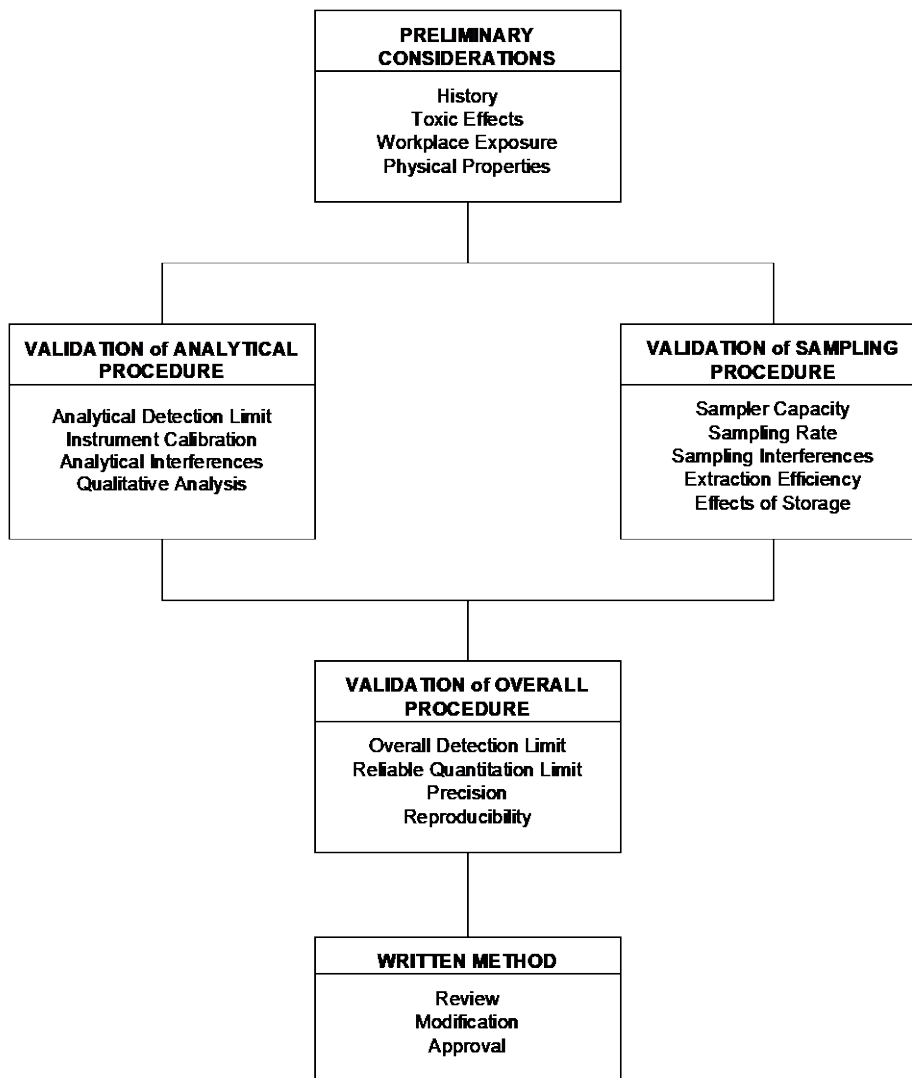 PRELIMINARY
CONSIDERATIONS
History
Toxic Effects
Workplace Exposure
Physical Properties
VALIDATION of ANALYTICAL
PROCEDURE
Analytical Detection Limit
Instrument Calibration
Analytical Interferences
Qualitative Analysis
VALIDATION of SAMPLING
PROCEDURE
Sampler Capacity
Sampling Rate
Sampling Interferences
Extraction Efficiency
Effects of Storage
VALIDATION of OVERALL
PROCEDURE
Overall Detection Limit
Reliable Quantitation Limit
Precision
Reproducibility
WRITTEN METHOD
Review
Modification
Approval